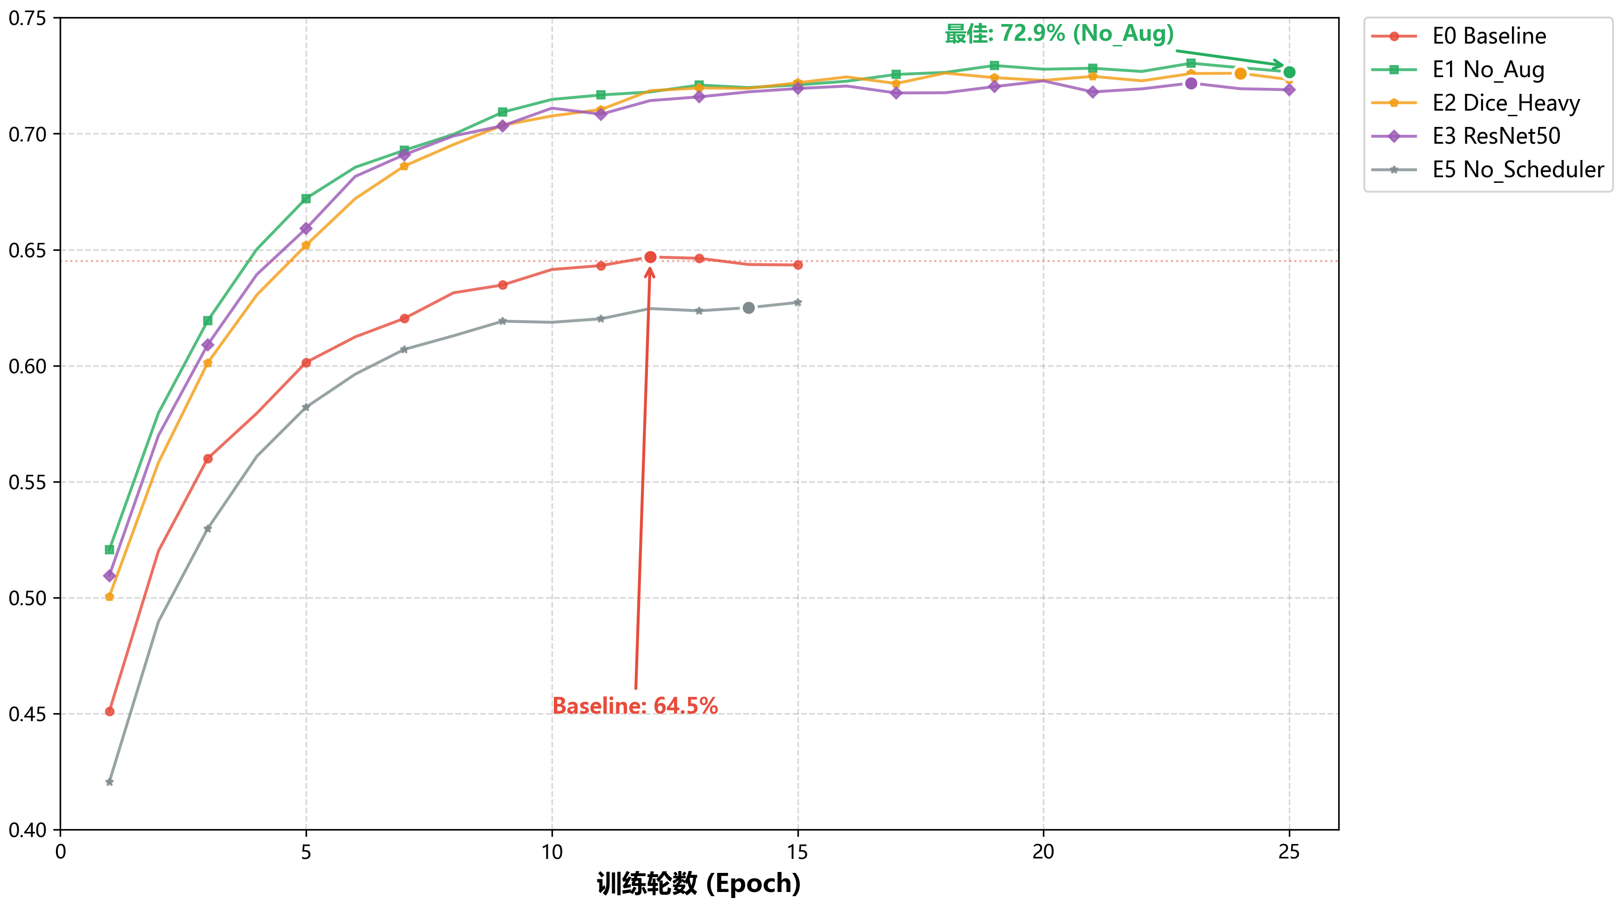 0.75
0.70
0.65
0.60
0.55
0.50
0.45
0.40
0
5
10
15
20
25
训练轮数 (Epoch)
最佳: 72.9% (No_Aug)
Baseline: 64.5%
E0 Baseline
E1 No_Aug
E2 Dice_Heavy
E3 ResNet50
E5 No_Scheduler